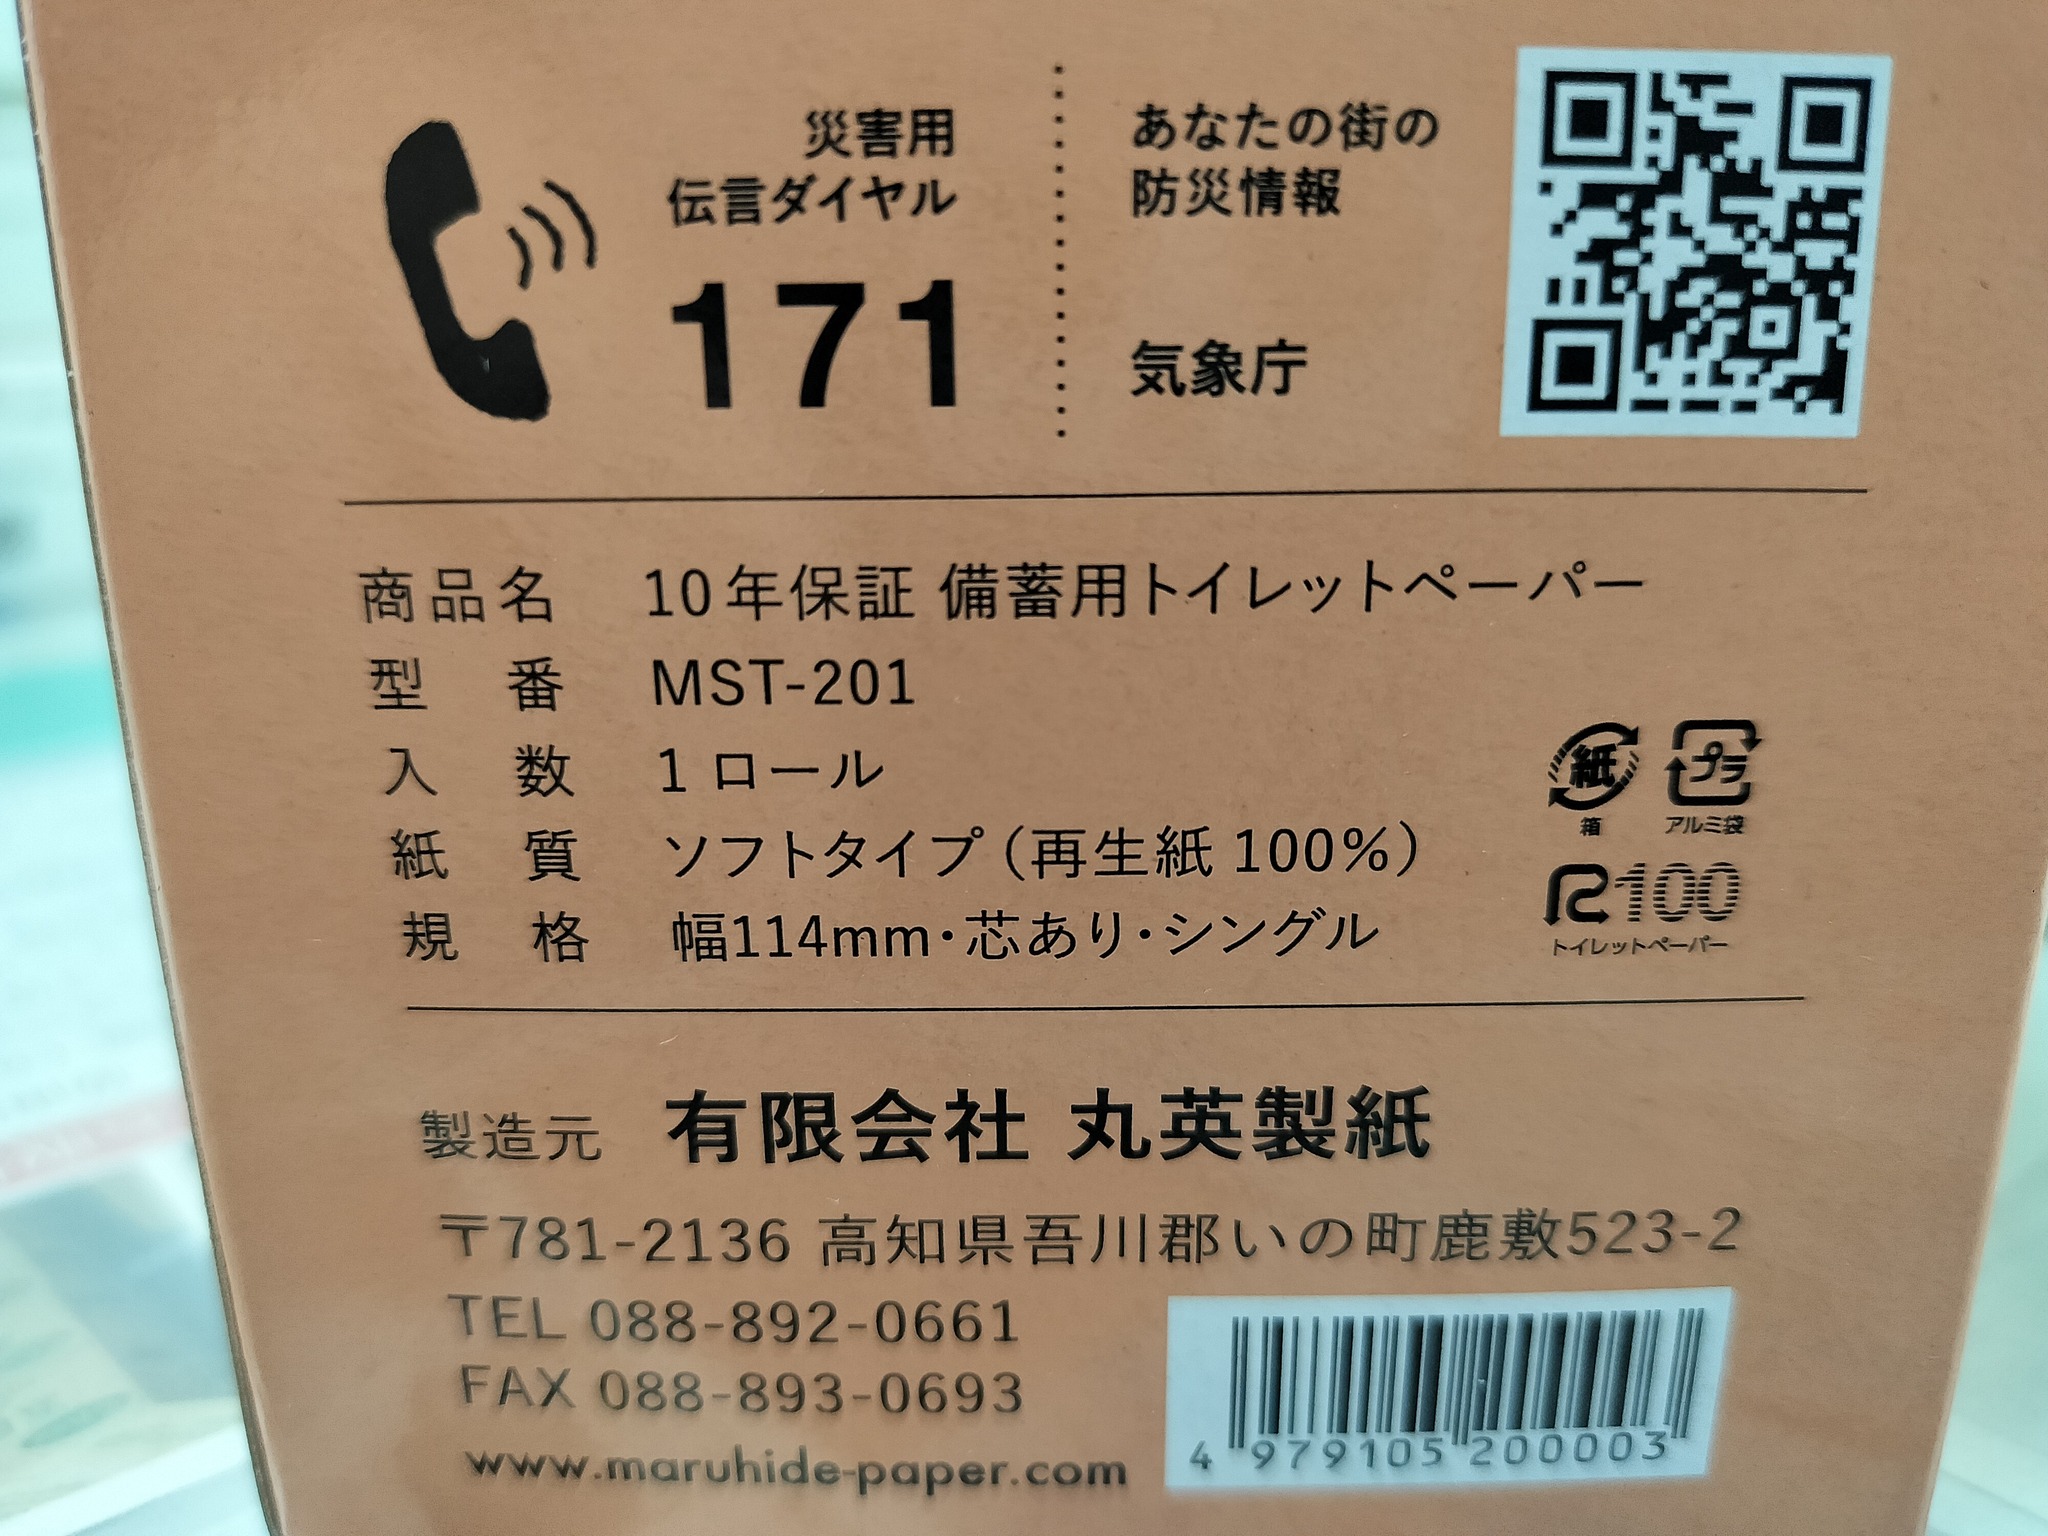 災害用
伝言ダイヤル
171
あなたの街の
防災情報
気象庁
商品名 10年保証 備蓄用トイレットペーパー
型番 MST-201
入数 1ロール
紙質 ソフトタイプ(再生紙100%)
規格 幅114mm・芯あり・シングル
紙
箱
プラ
アルミ袋
R100
トイレットペーパー
製造元 有限会社 丸英製紙
〒781-2136 高知県吾川郡いの町鹿敷523-2
TEL 088-892-0661
FAX 088-893-0693
www.maruhide-paper.com
4 979105 200003